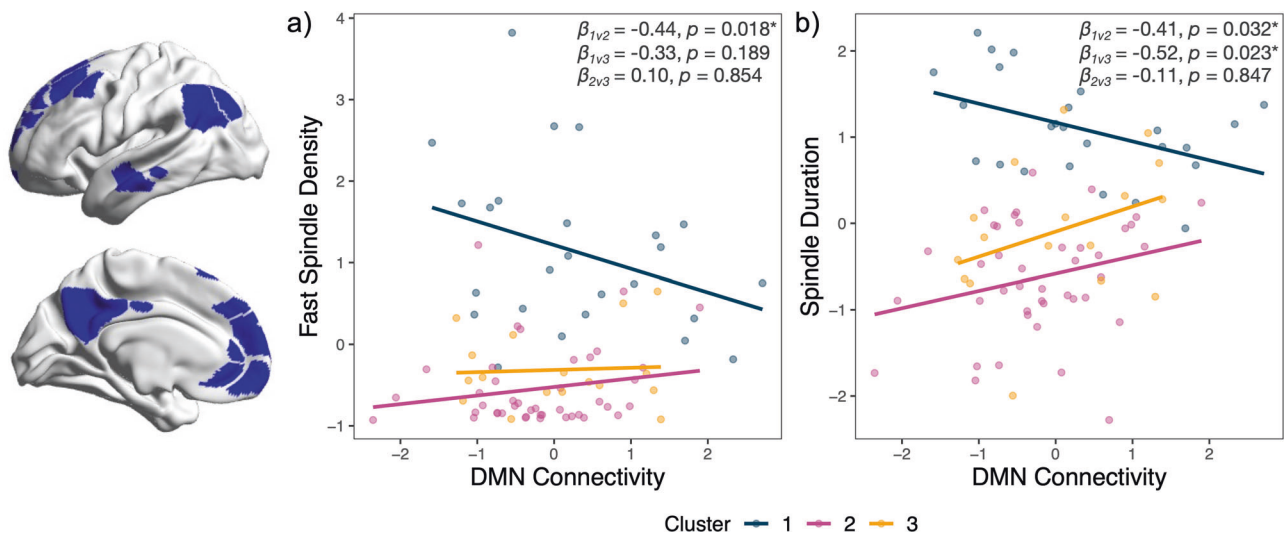 a)
β1v2 = -0.44, p = 0.018*
β1v3 = -0.33, p = 0.189
β2v3 = 0.10, p = 0.854
Fast Spindle Density
4
3
2
1
0
−1
−2
−1
0
1
2
DMN Connectivity
b)
β1v2 = -0.41, p = 0.032*
β1v3 = -0.52, p = 0.023*
β2v3 = -0.11, p = 0.847
Spindle Duration
2
1
0
−1
−2
−2
−1
0
1
2
DMN Connectivity
Cluster 1 2 3